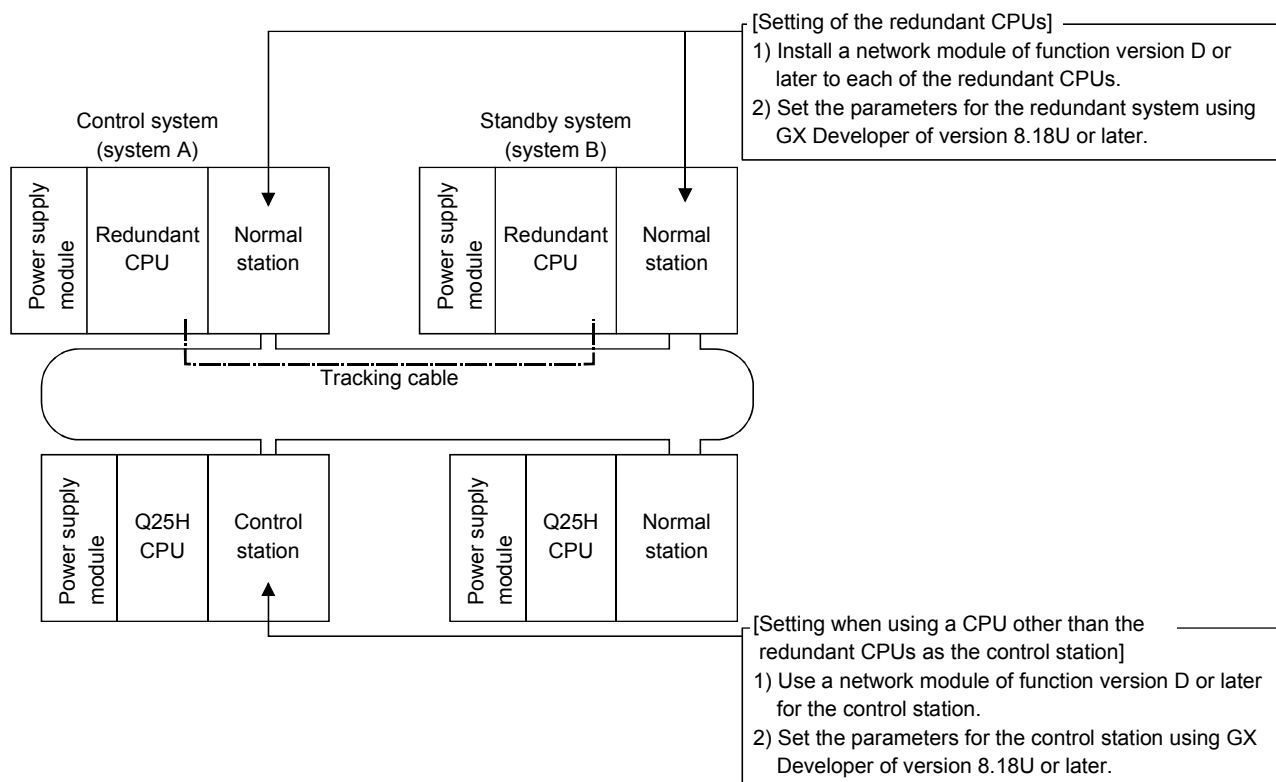 [Setting of the redundant CPUs]
1) Install a network module of function version D or
later to each of the redundant CPUs.
2) Set the parameters for the redundant system using
GX Developer of version 8.18U or later.
Control system
(system A)
Standby system
(system B)
Power supply
module
Redundant
CPU
Normal
station
Power supply
module
Redundant
CPU
Normal
station
Tracking cable
Power supply
module
Q25H
CPU
Control
station
Power supply
module
Q25H
CPU
Normal
station
[Setting when using a CPU other than the
redundant CPUs as the control station]
1) Use a network module of function version D or later
for the control station.
2) Set the parameters for the control station using GX
Developer of version 8.18U or later.